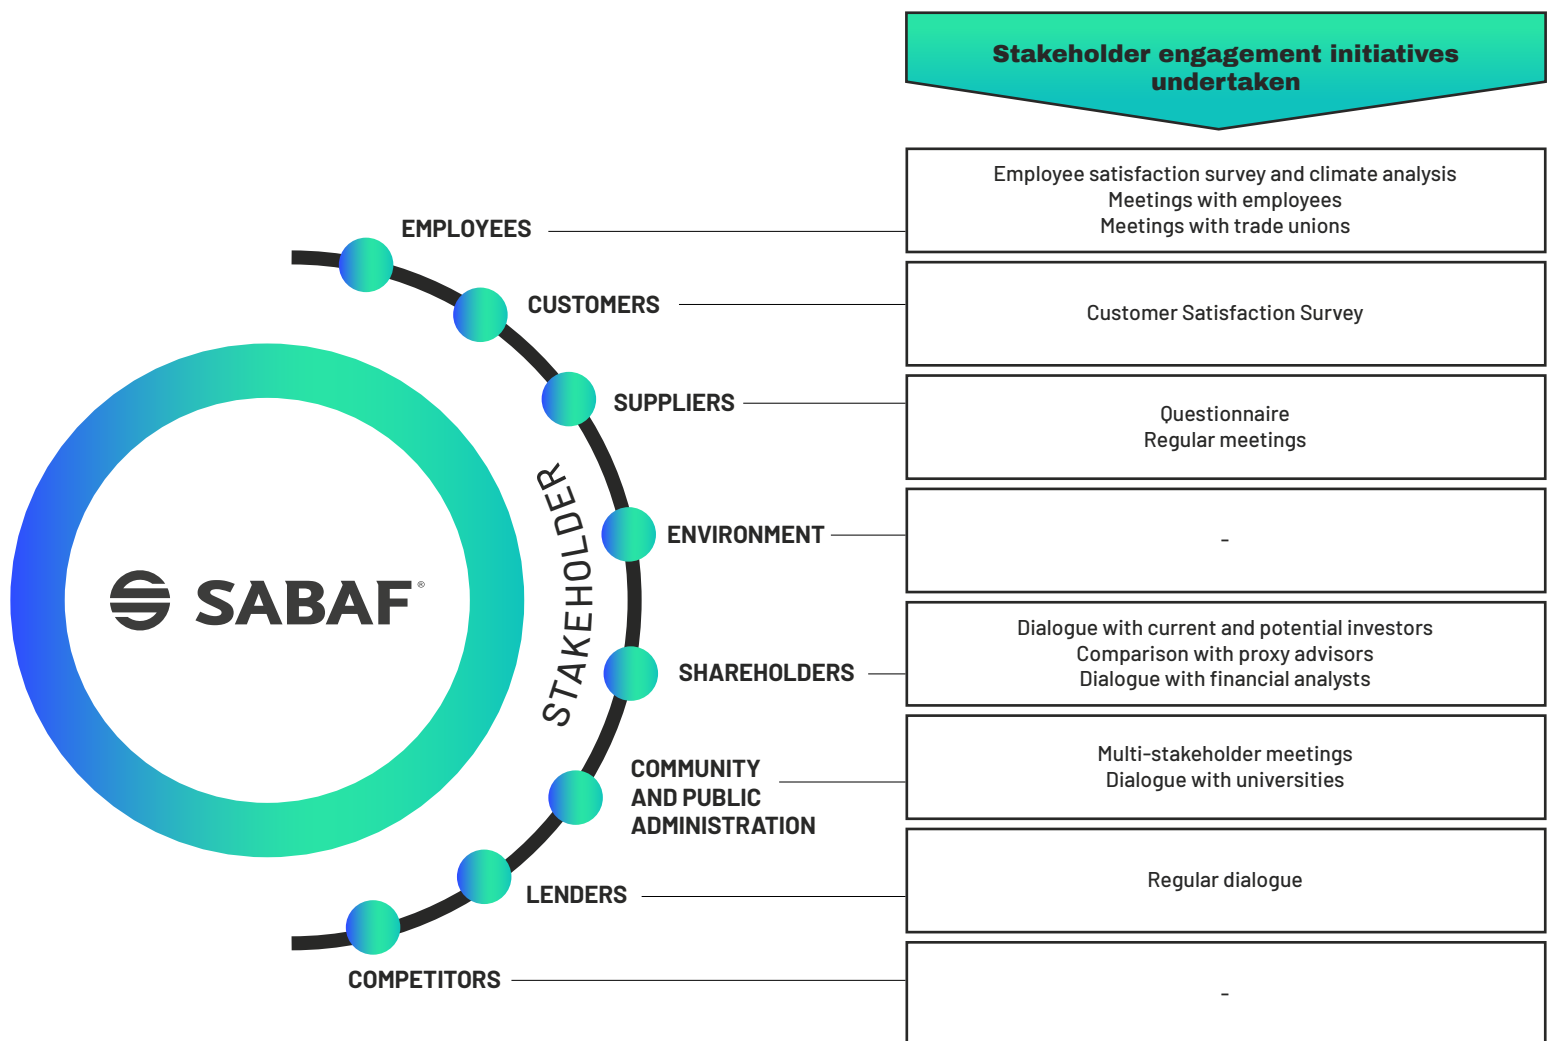 Stakeholder engagement initiatives
undertaken
EMPLOYEES
Employee satisfaction survey and climate analysis
Meetings with employees
Meetings with trade unions
CUSTOMERS
Customer Satisfaction Survey
SUPPLIERS
Questionnaire
Regular meetings
ENVIRONMENT
-
SABAF®
STAKEHOLDER
SHAREHOLDERS
Dialogue with current and potential investors
Comparison with proxy advisors
Dialogue with financial analysts
COMMUNITY
AND PUBLIC
ADMINISTRATION
Multi-stakeholder meetings
Dialogue with universities
LENDERS
Regular dialogue
COMPETITORS
-